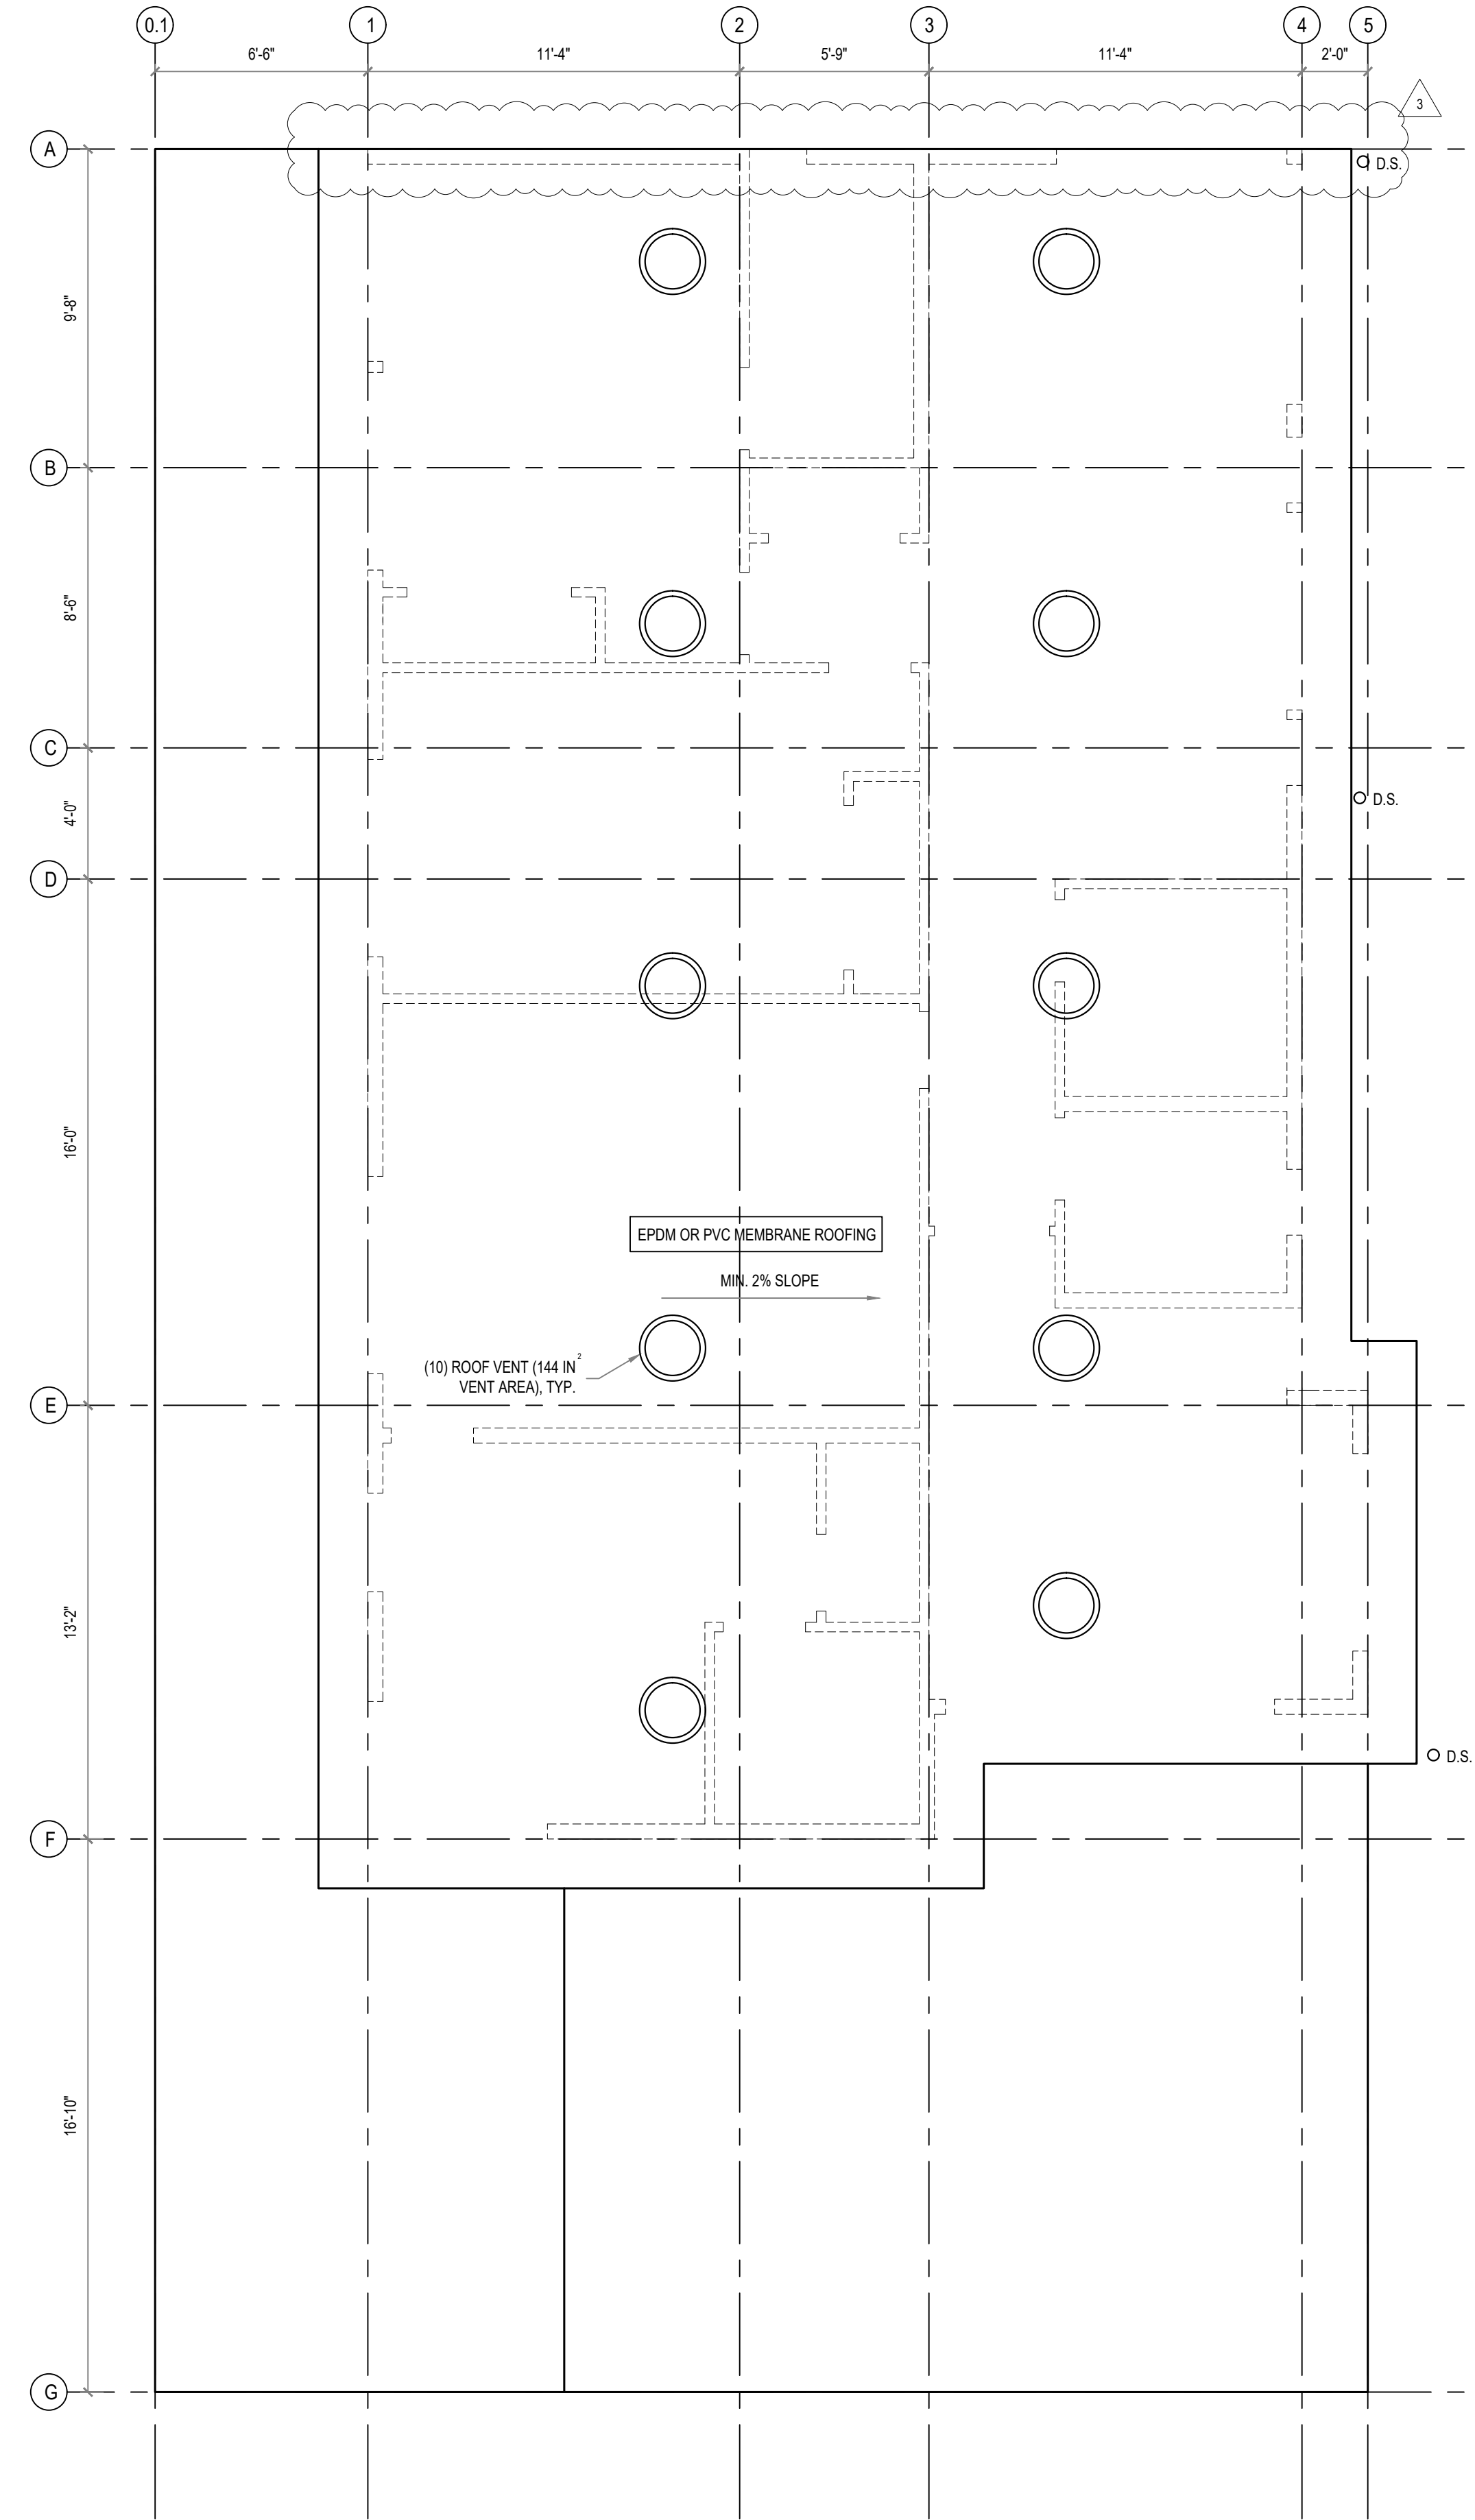 0.1 1 2 3 4 5
6'-6" 11'-4" 5'-9" 11'-4" 2'-0"
3
A
D.S.
9'-8"
B
8'-6"
C
4'-0"
D.S.
D
16'-0"
EPDM OR PVC MEMBRANE ROOFING
MIN. 2% SLOPE
(10) ROOF VENT (144 IN²
VENT AREA), TYP.
E
13'-2"
D.S.
F
16'-10"
G